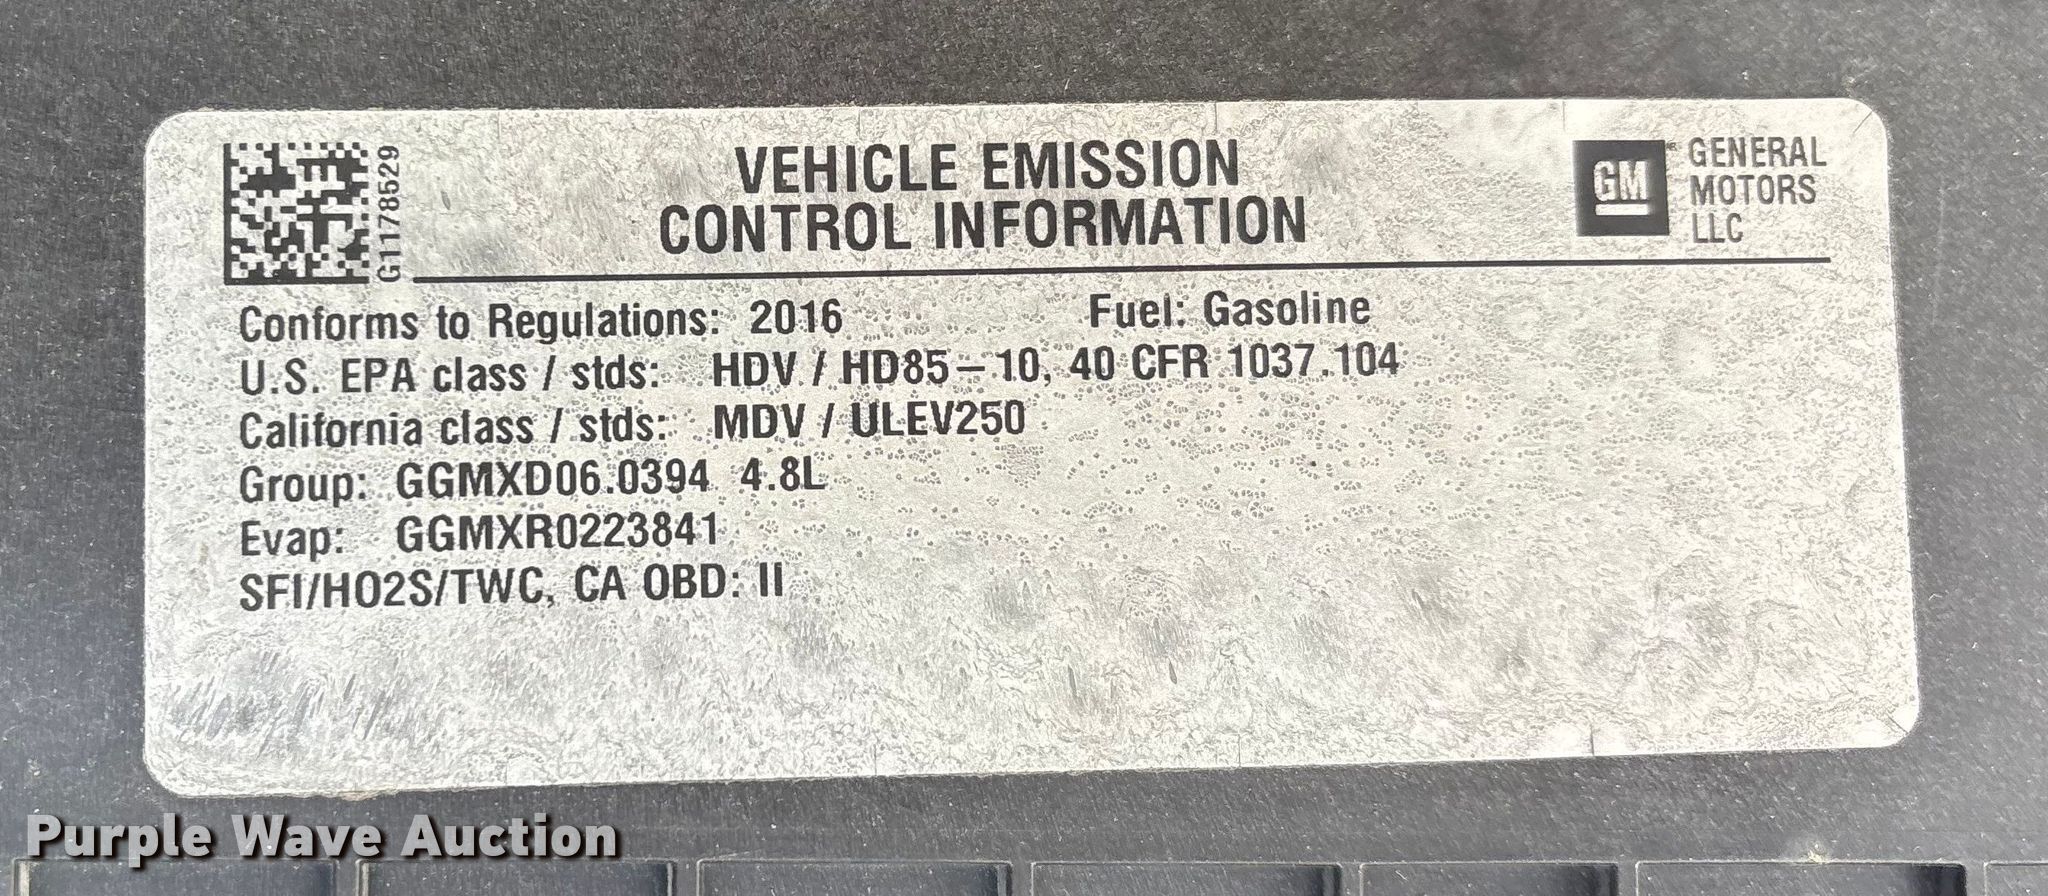 G11178529
VEHICLE EMISSION
CONTROL INFORMATION
GM
GENERAL
MOTORS
LLC
Conforms to Regulations: 2016 Fuel: Gasoline
U.S. EPA class / stds: HDV / HD85-10, 40 CFR 1037.104
California class / stds: MDV / ULEV250
Group: GGMXD06.0394 4.8L
Evap: GGMXR0223841
SFI/HO2S/TWC, CA OBD: II
Purple Wave Auction